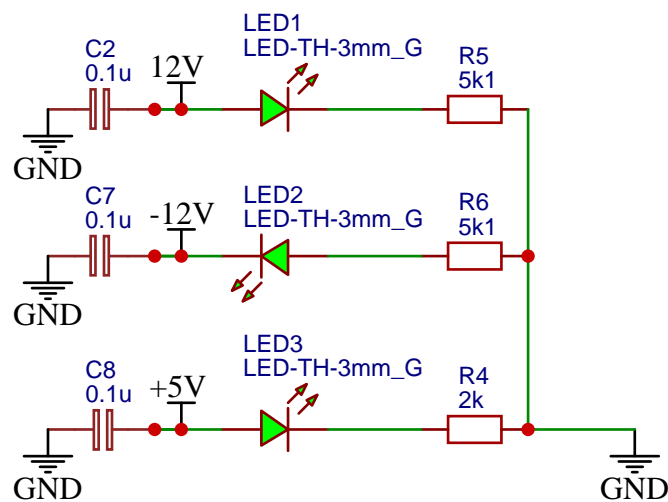 LED1
LED-TH-3mm_G
C2
0.1u
12V
R5
5k1
GND
LED2
LED-TH-3mm_G
C7
0.1u
-12V
R6
5k1
GND
LED3
LED-TH-3mm_G
C8
0.1u
+5V
R4
2k
GND
GND